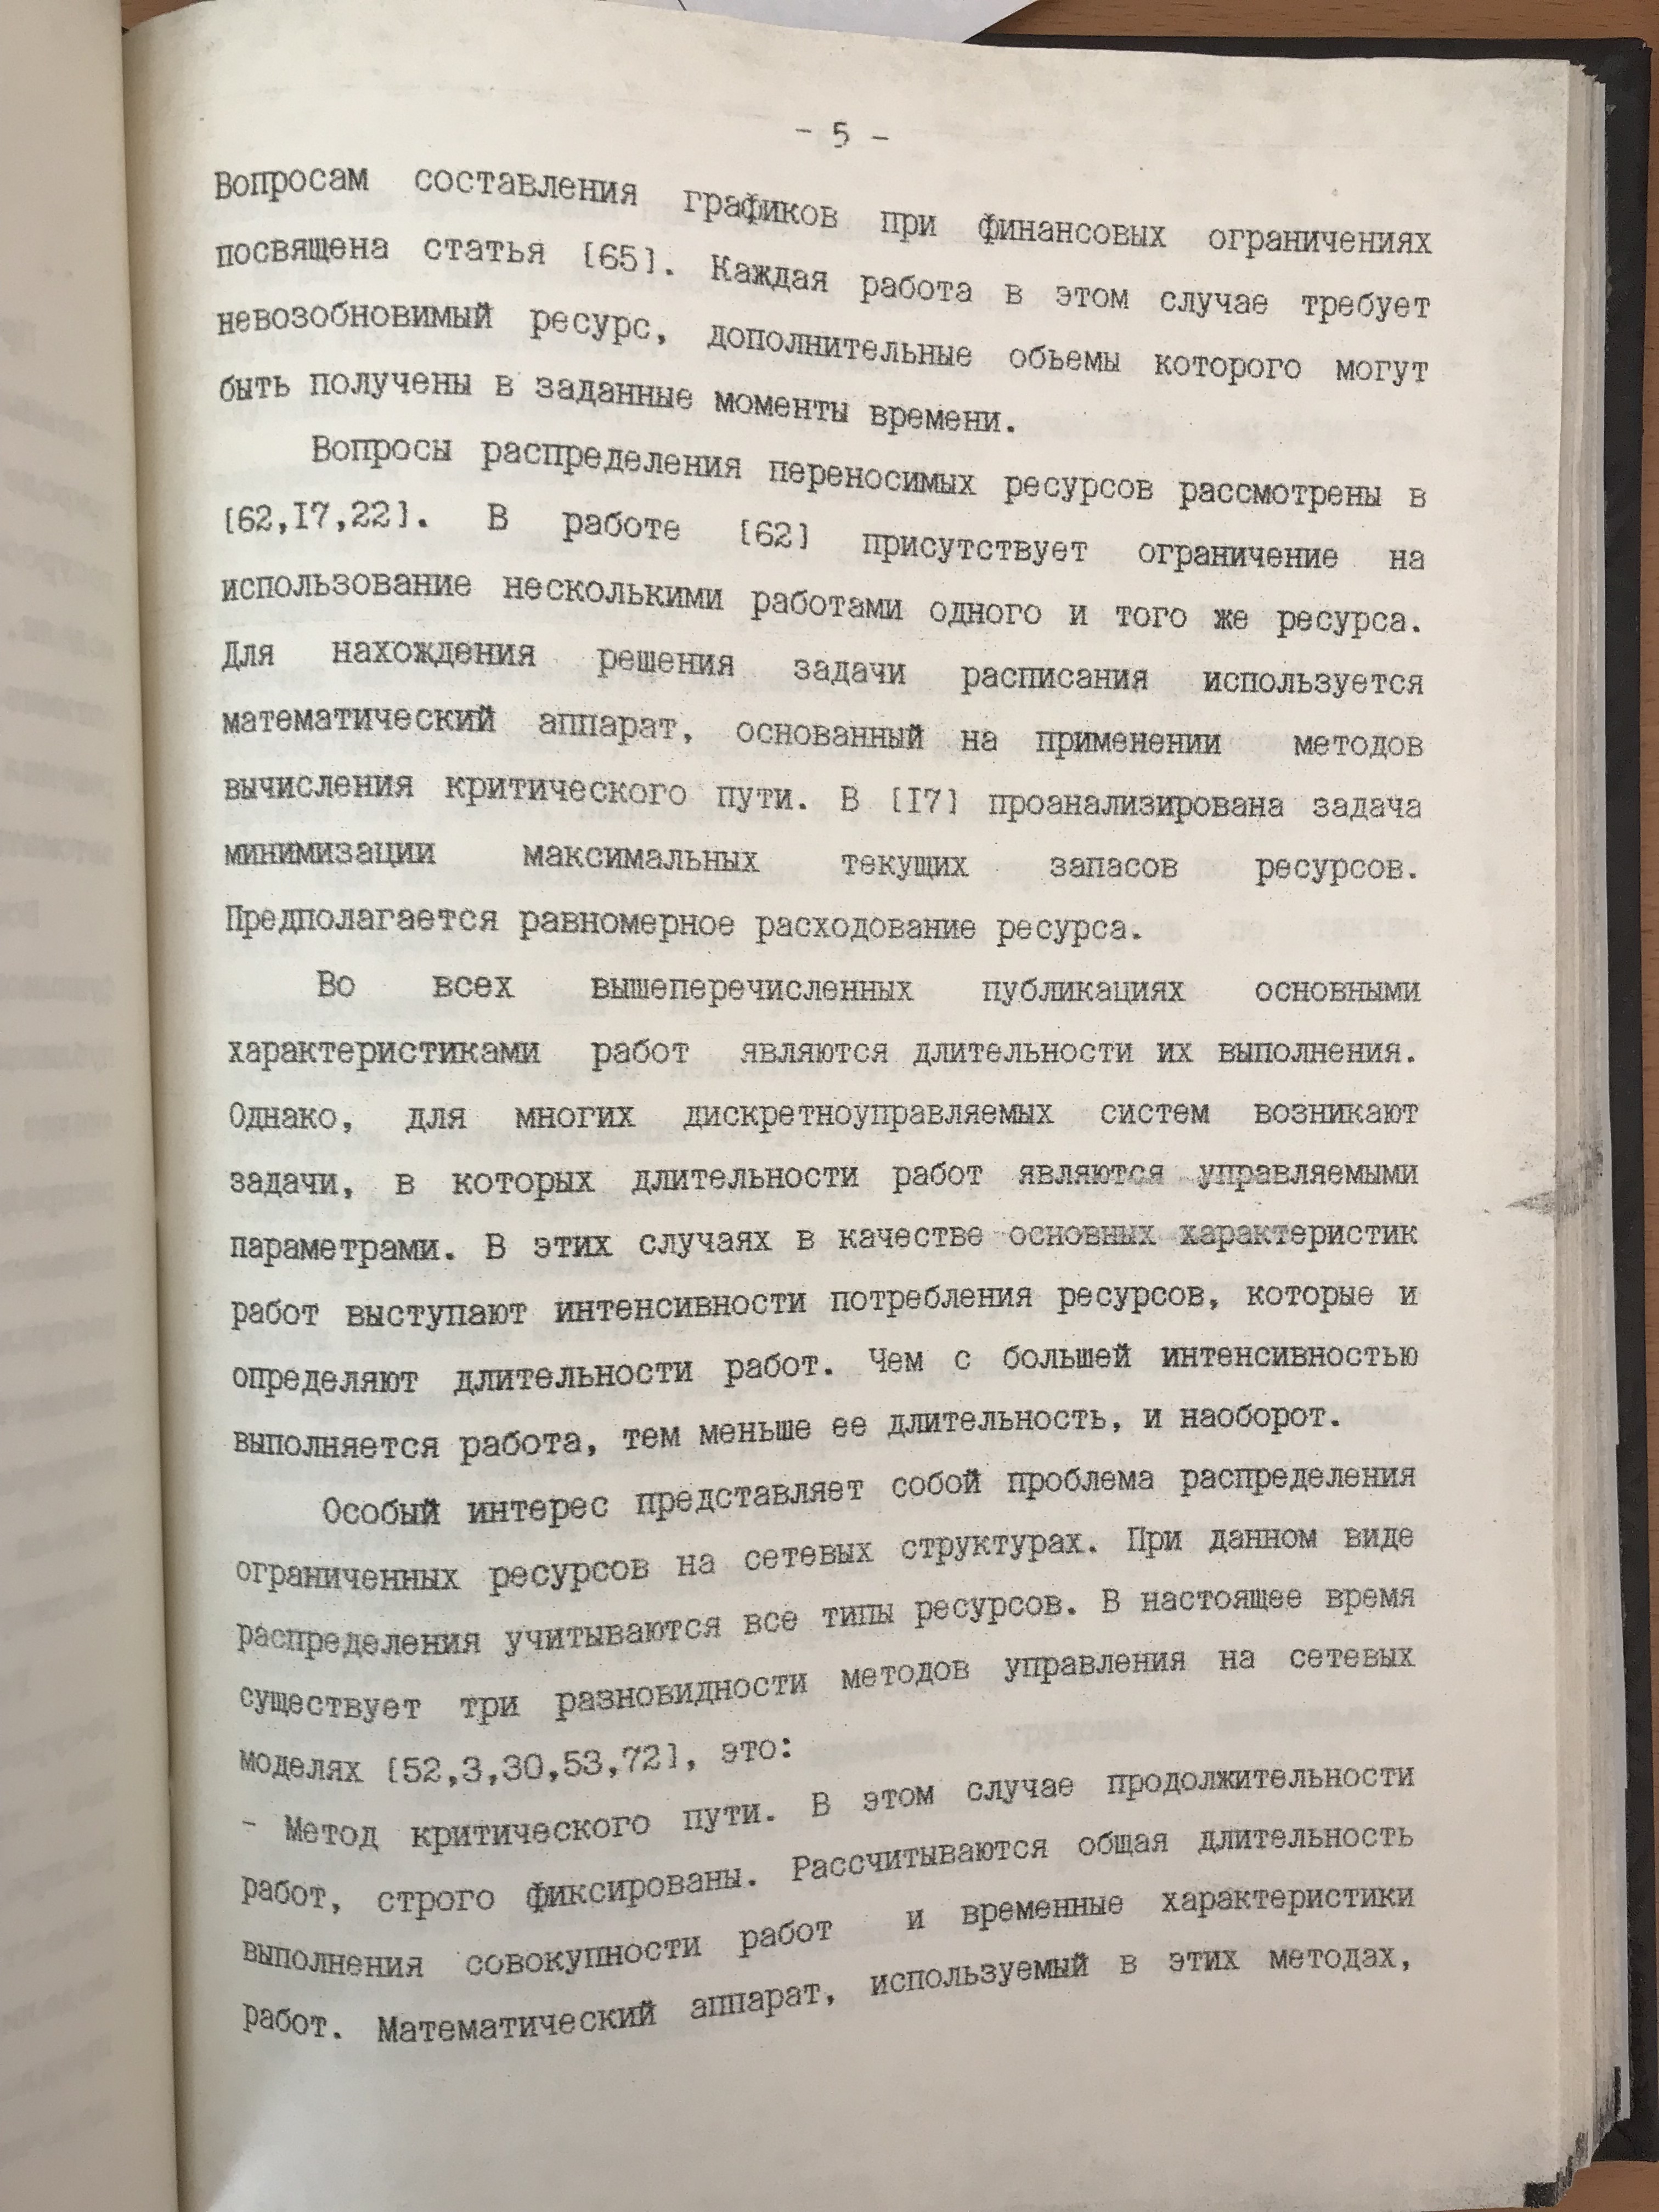 - 5 -
Вопросам составления графиков при финансовых ограничениях
посвящена статья [65]. Каждая работа в этом случае требует
невозобновимый ресурс, дополнительные обьемы которого могут
быть получены в заданные моменты времени.
Вопросы распределения переносимых ресурсов рассмотрены в
[62,I7,22]. В работе [62] присутствует ограничение на
использование несколькими работами одного и того же ресурса.
Для нахождения решения задачи расписания используется
математический аппарат, основанный на применении методов
вычисления критического пути. В [I7] проанализирована задача
минимизации максимальных текущих запасов ресурсов.
Предполагается равномерное расходование ресурса.
Во всех вышеперечисленных публикациях основными
характеристиками работ являются длительности их выполнения.
Однако, для многих дискретноуправляемых систем возникают
задачи, в которых длительности работ являются управляемыми
параметрами. В этих случаях в качестве основных характеристик
работ выступают интенсивности потребления ресурсов, которые и
определяют длительности работ. Чем с большей интенсивностью
выполняется работа, тем меньше ее длительность, и наоборот.
Особый интерес представляет собой проблема распределения
ограниченных ресурсов на сетевых структурах. При данном виде
распределения учитываются все типы ресурсов. В настоящее время
существует три разновидности методов управления на сетевых
моделях [52,3,30,53,72], это:
- Метод критического пути. В этом случае продолжительности
работ, строго фиксированы. Рассчитываются общая длительность
выполнения совокупности работ и временные характеристики
работ. Математический аппарат, используемый в этих методах,